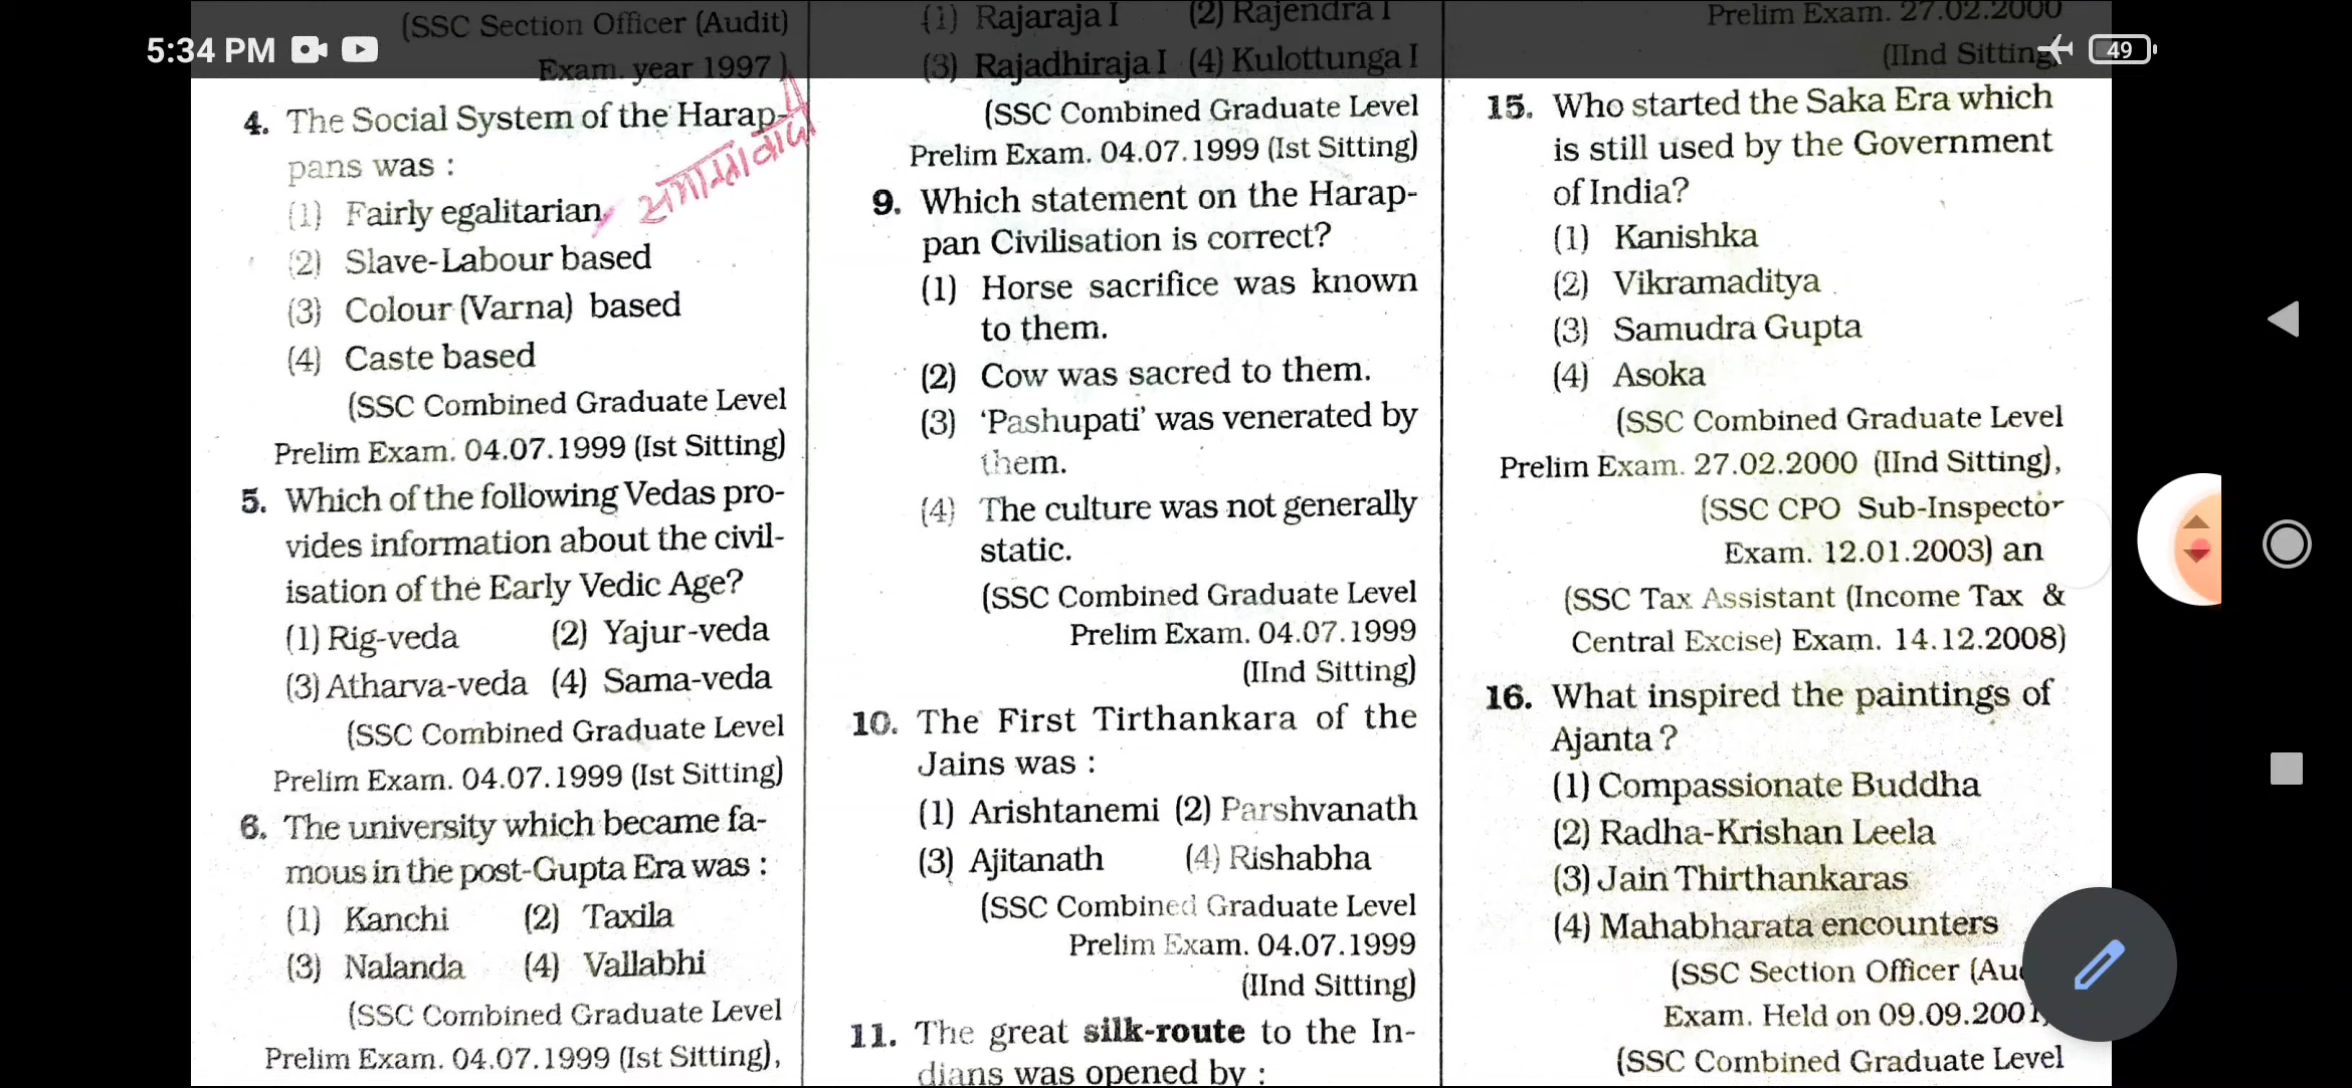 5:34 PM
49
(SSC Section Officer (Audit)
Exam. year 1997)
4. The Social System of the Harap-
pans was :
(1) Fairly egalitarian
(2) Slave-Labour based
(3) Colour (Varna) based
(4) Caste based
(SSC Combined Graduate Level
Prelim Exam. 04.07.1999 (Ist Sitting)
5. Which of the following Vedas pro-
vides information about the civil-
isation of the Early Vedic Age?
(1) Rig-veda (2) Yajur-veda
(3) Atharva-veda (4) Sama-veda
(SSC Combined Graduate Level
Prelim Exam. 04.07.1999 (Ist Sitting)
6. The university which became fa-
mous in the post-Gupta Era was :
(1) Kanchi (2) Taxila
(3) Nalanda (4) Vallabhi
(SSC Combined Graduate Level
Prelim Exam. 04.07.1999 (Ist Sitting),
(1) Rajaraja I (2) Rajendra I
(3) Rajadhiraja I (4) Kulottunga I
(SSC Combined Graduate Level
Prelim Exam. 04.07.1999 (Ist Sitting)
9. Which statement on the Harap-
pan Civilisation is correct?
(1) Horse sacrifice was known
to them.
(2) Cow was sacred to them.
(3) ‘Pashupati’ was venerated by
them.
(4) The culture was not generally
static.
(SSC Combined Graduate Level
Prelim Exam. 04.07.1999
(IInd Sitting)
10. The First Tirthankara of the
Jains was :
(1) Arishtanemi (2) Parshvanath
(3) Ajitanath (4) Rishabha
(SSC Combined Graduate Level
Prelim Exam. 04.07.1999
(IInd Sitting)
11. The great silk-route to the In-
dians was opened by :
Prelim Exam. 27.02.2000
(IInd Sitting)
15. Who started the Saka Era which
is still used by the Government
of India?
(1) Kanishka
(2) Vikramaditya
(3) Samudra Gupta
(4) Asoka
(SSC Combined Graduate Level
Prelim Exam. 27.02.2000 (IInd Sitting),
(SSC CPO Sub-Inspector
Exam. 12.01.2003) an
(SSC Tax Assistant (Income Tax &
Central Excise) Exam. 14.12.2008)
16. What inspired the paintings of
Ajanta ?
(1) Compassionate Buddha
(2) Radha-Krishan Leela
(3) Jain Thirthankaras
(4) Mahabharata encounters
(SSC Section Officer (Au
Exam. Held on 09.09.2001,
(SSC Combined Graduate Level